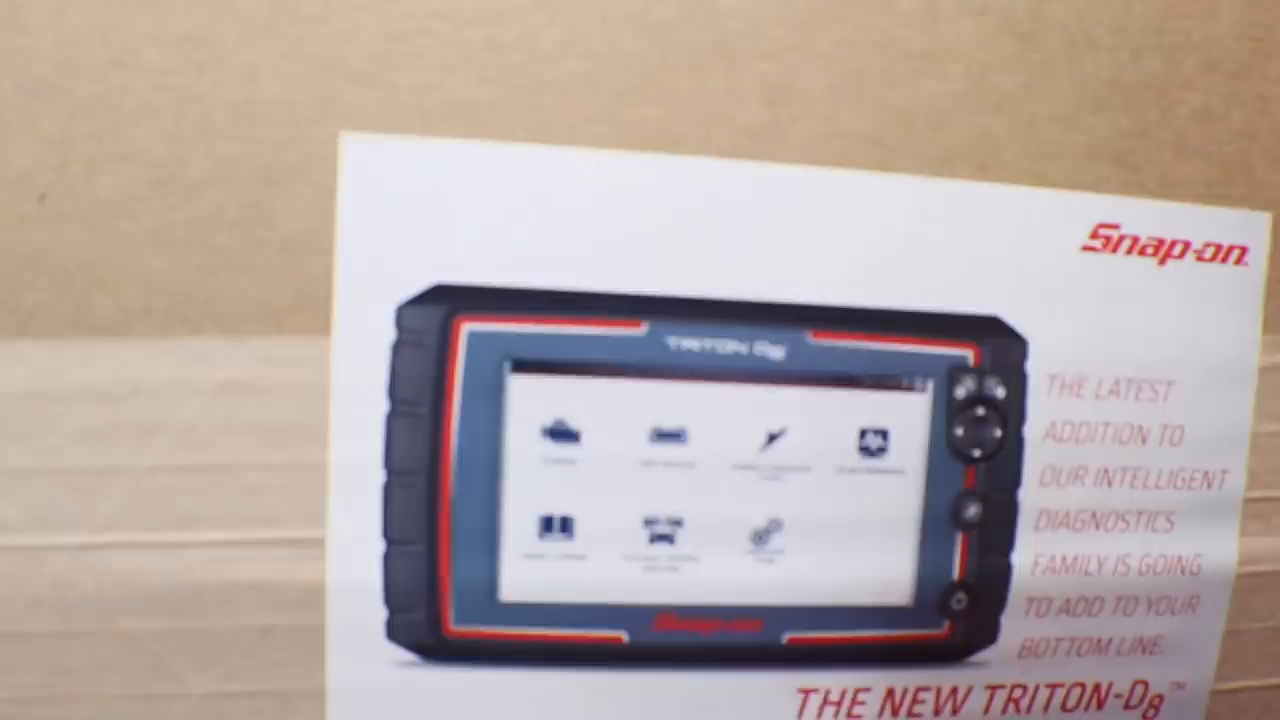 Snap-on
TRITON D8
THE LATEST
ADDITION TO
OUR INTELLIGENT
DIAGNOSTICS
FAMILY IS GOING
TO ADD TO YOUR
BOTTOM LINE.
Snap-on
THE NEW TRITON-D8™